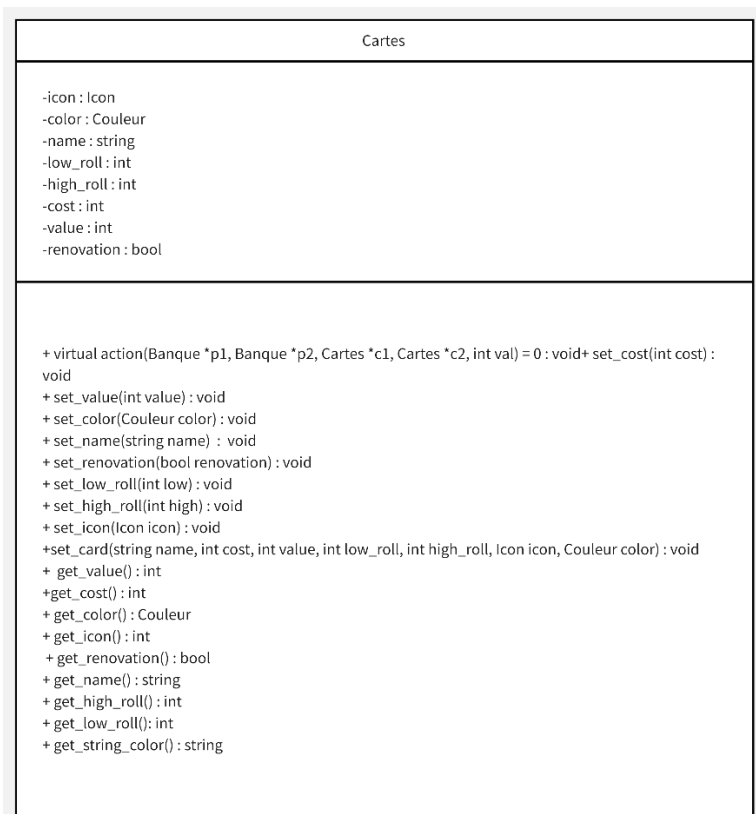 Cartes
-icon : Icon
-color : Couleur
-name : string
-low_roll : int
-high_roll : int
-cost : int
-value : int
-renovation : bool
+ virtual action(Banque *p1, Banque *p2, Cartes *c1, Cartes *c2, int val) = 0 : void+ set_cost(int cost) :
void
+ set_value(int value) : void
+ set_color(Couleur color) : void
+ set_name(string name)  :  void
+ set_renovation(bool renovation) : void
+ set_low_roll(int low) : void
+ set_high_roll(int high) : void
+ set_icon(Icon icon) : void
+set_card(string name, int cost, int value, int low_roll, int high_roll, Icon icon, Couleur color) : void
+  get_value() : int
+get_cost() : int
+ get_color() : Couleur
+ get_icon() : int
+ get_renovation() : bool
+ get_name() : string
+ get_high_roll() : int
+ get_low_roll(): int
+ get_string_color() : string